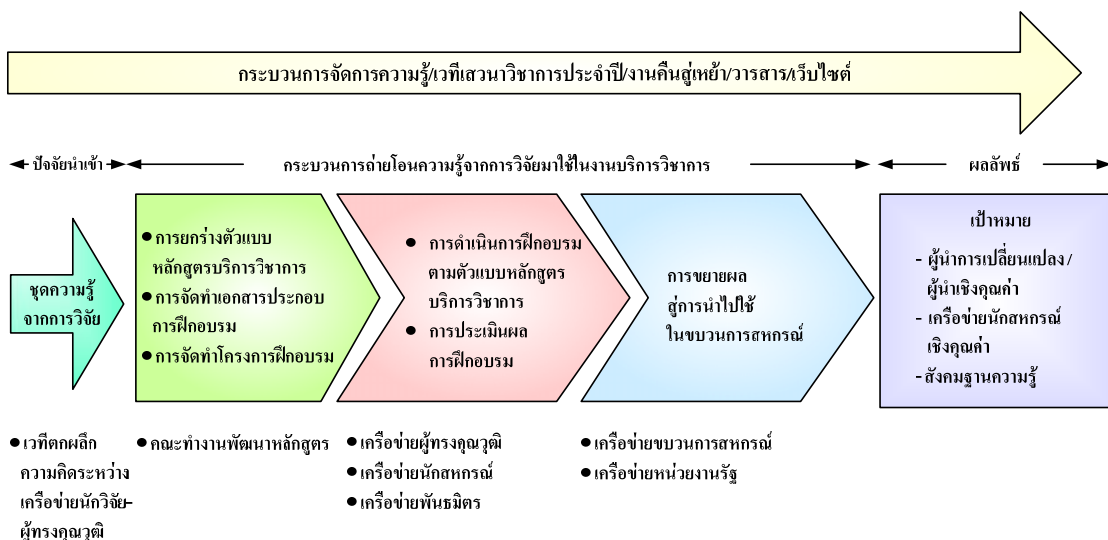 กระบวนการจัดการความรู้/เวทีเสวนาวิชาการประจำปี/งานคืนสู่เหย้า/วารสาร/เว็บไซต์
ปัจจัยนำเข้า
กระบวนการถ่ายโอนความรู้จากการวิจัยมาใช้ในงานบริการวิชาการ
ผลลัพธ์
ชุดความรู้
จากการวิจัย
● การยกร่างตัวแบบ
หลักสูตรบริการวิชาการ
● การจัดทำเอกสารประกอบ
การฝึกอบรม
● การจัดทำโครงการฝึกอบรม
● การดำเนินการฝึกอบรม
ตามตัวแบบหลักสูตร
บริการวิชาการ
● การประเมินผล
การฝึกอบรม
การขยายผล
สู่การนำไปใช้
ในขบวนการสหกรณ์
เป้าหมาย
- ผู้นำการเปลี่ยนแปลง/
ผู้นำเชิงคุณค่า
- เครือข่ายนักสหกรณ์
เชิงคุณค่า
- สังคมฐานความรู้
● เวทีตกผลึก
ความคิดระหว่าง
เครือข่ายนักวิจัย-
ผู้ทรงคุณวุฒิ
● คณะทำงานพัฒนาหลักสูตร
● เครือข่ายผู้ทรงคุณวุฒิ
● เครือข่ายนักสหกรณ์
● เครือข่ายพันธมิตร
● เครือข่ายขบวนการสหกรณ์
● เครือข่ายหน่วยงานรัฐ